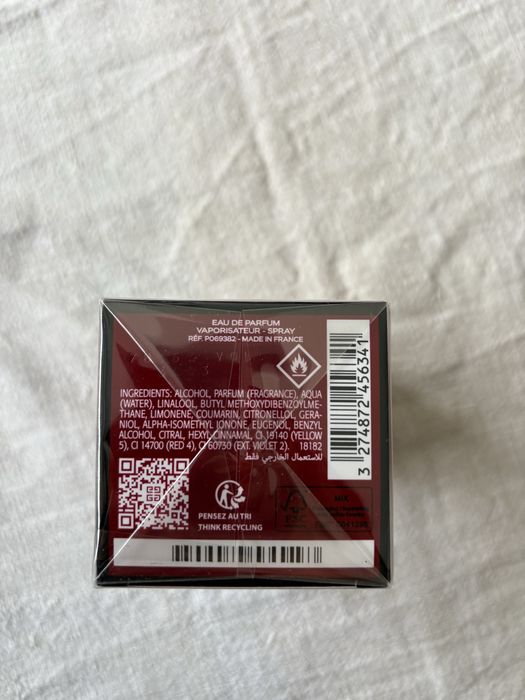 EAU DE PARFUM
VAPORISATEUR - SPRAY
RÉF. P069382 - MADE IN FRANCE
INGREDIENTS: ALCOHOL, PARFUM (FRAGRANCE), AQUA
(WATER), LINALOOL, BUTYL METHOXYDIBENZOYLME-
THANE, LIMONENE, COUMARIN, CITRONELLOL, GERA-
NIOL, ALPHA-ISOMETHYL IONONE, EUGENOL, BENZYL
ALCOHOL, CITRAL, HEXYL CINNAMAL, CI 19140 (YELLOW
5), CI 14700 (RED 4), CI 60730 (EXT. VIOLET 2). 18182
للاستعمال الخارجي فقط
3 274872 456341
PENSEZ AU TRI
THINK RECYCLING
FSC
MIX